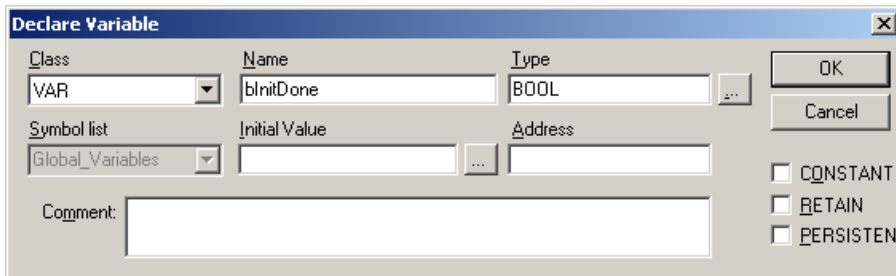 Declare Variable
Class Name Type
VAR bInitDone BOOL ...
OK
Cancel
Symbol list Initial Value Address
Global_Variables ...
CONSTANT
RETAIN
PERSISTEN
Comment: